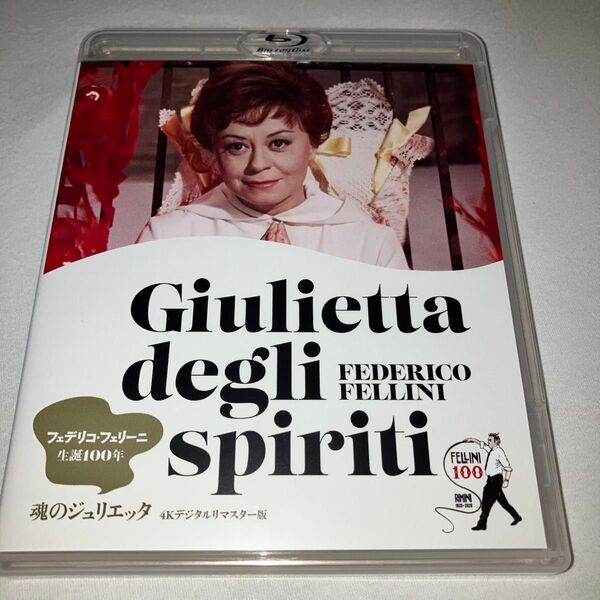 Blu-ray Disc
Giulietta
degli
FEDERICO
FELLINI
spiriti
フェデリコ・フェリーニ
生誕100年
FELLINI
100
RIMINI
1920-2020
魂のジュリエッタ 4Kデジタルリマスター版